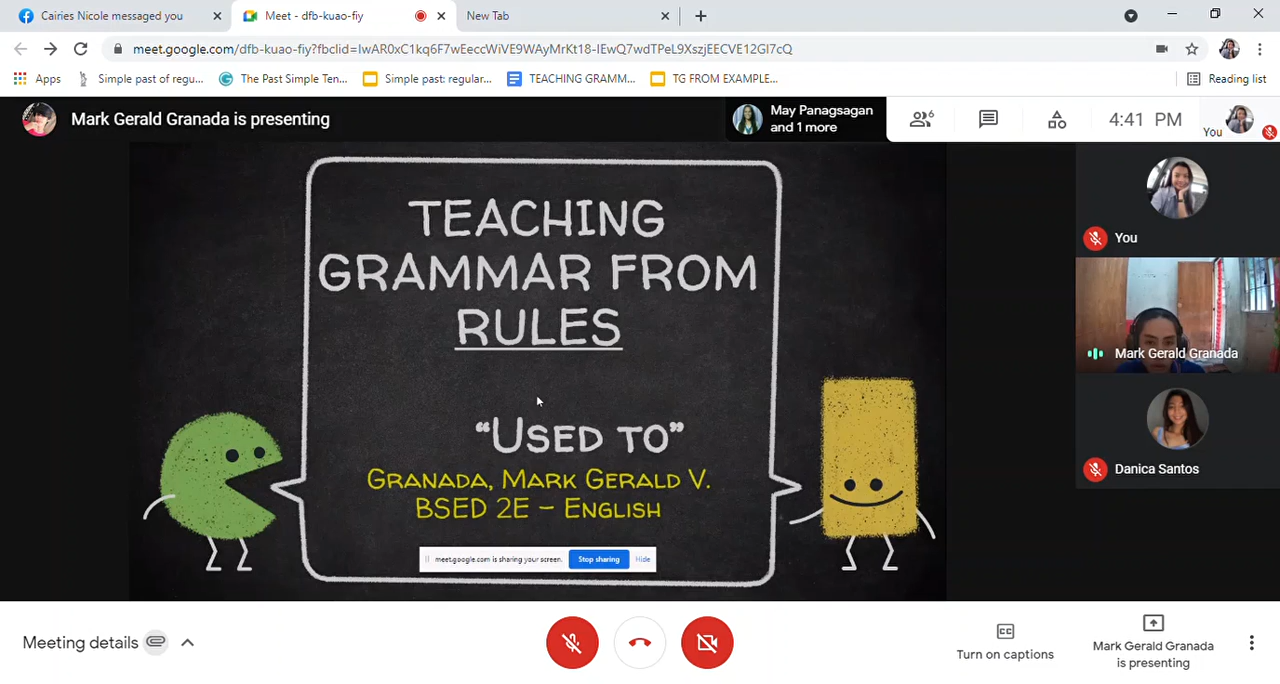 Cairies Nicole messaged you
Meet - dfb-kuao-fiy
New Tab
meet.google.com/dfb-kuao-fiy?fbclid=IwAR0xC1kq6F7wEeccWiVE9WAyMrKt18-IEwQ7wdTPeL9XszjEECVE12GI7cQ
Apps
Simple past of regu...
The Past Simple Ten...
Simple past: regular...
TEACHING GRAMM...
TG FROM EXAMPLE...
Reading list
Mark Gerald Granada is presenting
May Panagsagan
and 1 more
6
4:41 PM
You
TEACHING
GRAMMAR FROM
RULES
“USED TO”
GRANADA, MARK GERALD V.
BSED 2E – ENGLISH
meet.google.com is sharing your screen.
Stop sharing
Hide
You
Mark Gerald Granada
Danica Santos
Meeting details
CC
Turn on captions
Mark Gerald Granada
is presenting